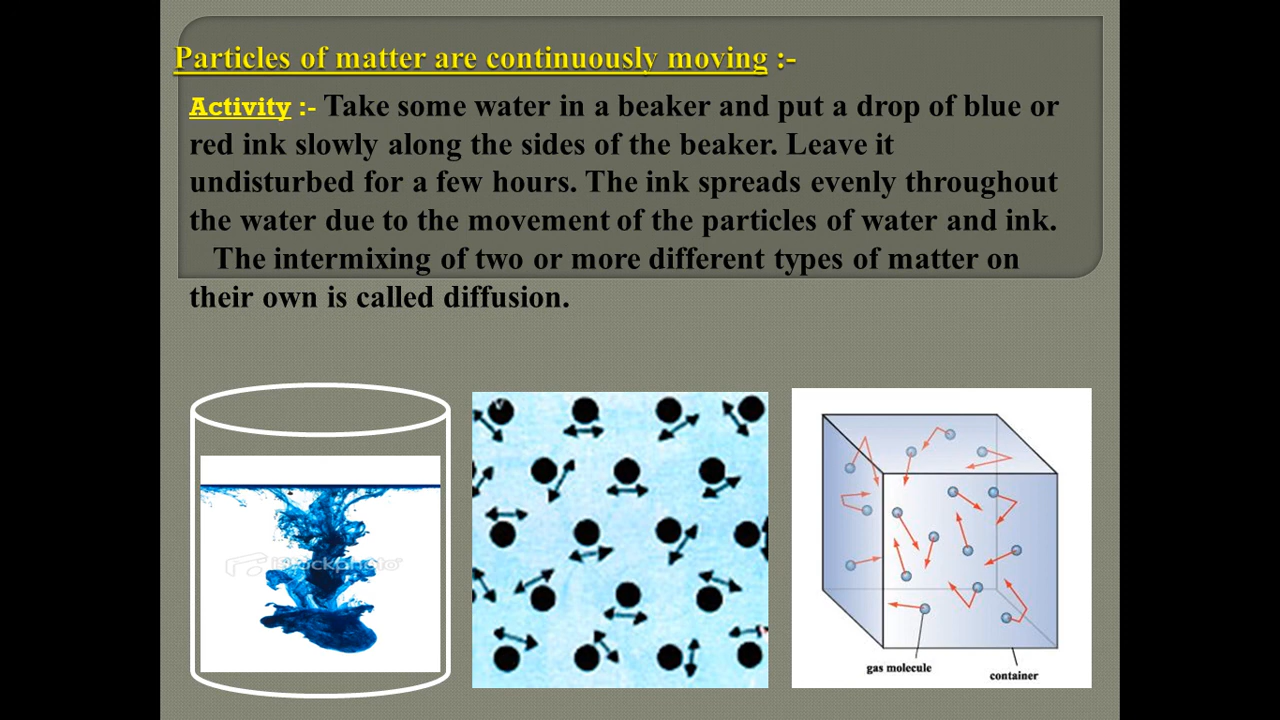 Particles of matter are continuously moving :-
Activity :- Take some water in a beaker and put a drop of blue or
red ink slowly along the sides of the beaker. Leave it
undisturbed for a few hours. The ink spreads evenly throughout
the water due to the movement of the particles of water and ink.
The intermixing of two or more different types of matter on
their own is called diffusion.
iStockphoto
gas molecule
container